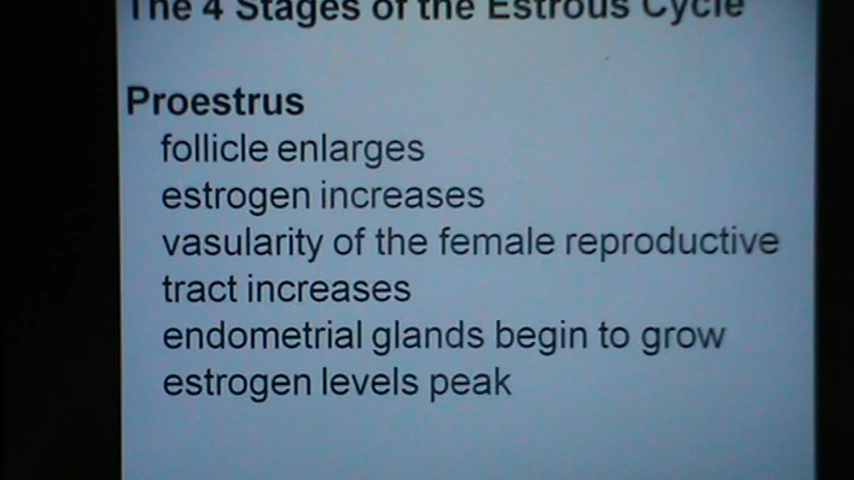 The 4 Stages of the Estrous Cycle
Proestrus
follicle enlarges
estrogen increases
vasularity of the female reproductive
tract increases
endometrial glands begin to grow
estrogen levels peak